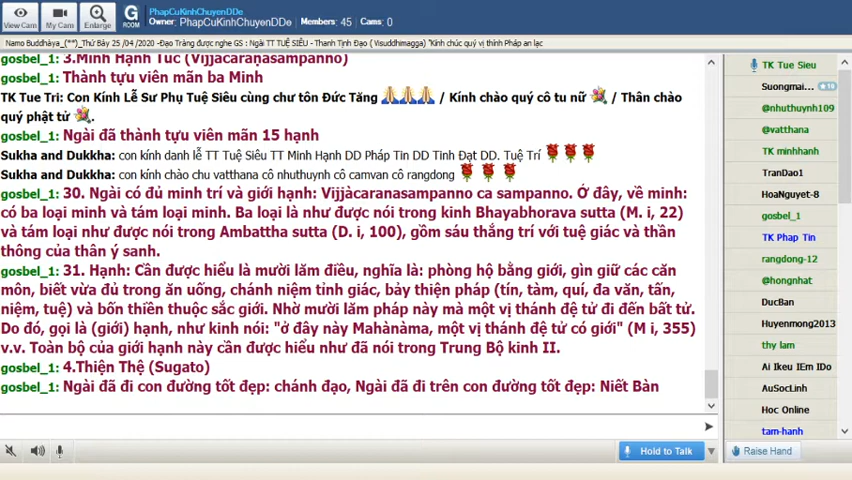 View Cam
My Cam
Enlarge
G
ROOM
PhapCuKinhChuyenDDe
Owner: PhapCuKinhChuyenDDe
Members: 45
Cams: 0
Namo Buddhàya_(**)_Thứ Bảy 25 /04 /2020 -Đạo Tràng được nghe GS : Ngài TT TUỆ SIÊU - Thanh Tịnh Đạo ( Visuddhimagga) "Kính chúc quý vị thính Pháp an lạc
gosbel_1: 3.Minh Hạnh Túc (Vijjàcaraṇasampanno)
gosbel_1: Thành tựu viên mãn ba Minh
TK Tue Tri: Con Kính Lễ Sư Phụ Tuệ Siêu cùng chư tôn Đức Tăng / Kính chào quý cô tu nữ / Thân chào
quý phật tử .
gosbel_1: Ngài đã thành tựu viên mãn 15 hạnh
Sukha and Dukkha: con kính danh lễ TT Tuệ Siêu TT Minh Hạnh DD Pháp Tin DD Tinh Đạt DD. Tuệ Trí
Sukha and Dukkha: con kính chào chu vatthana cô nhuthuynh cô camvan cô rangdong
gosbel_1: 30. Ngài có đủ minh trí và giới hạnh: Vijjàcaranasampanno ca sampanno. Ở đây, về minh:
có ba loại minh và tám loại minh. Ba loại là như được nói trong kinh Bhayabhorava sutta (M. i, 22)
và tám loại như được nói trong Ambattha sutta (D. i, 100), gồm sáu thắng trí với tuệ giác và thần
thông của thân ý sanh.
gosbel_1: 31. Hạnh: Cần được hiểu là mười lăm điều, nghĩa là: phòng hộ bằng giới, gìn giữ các căn
môn, biết vừa đủ trong ăn uống, chánh niệm tỉnh giác, bảy thiện pháp (tín, tàm, quí, đa văn, tấn,
niệm, tuệ) và bốn thiền thuộc sắc giới. Nhờ mười lăm pháp này mà một vị thánh đệ tử đi đến bất tử.
Do đó, gọi là (giới) hạnh, như kinh nói: "ở đây này Mahànàma, một vị thánh đệ tử có giới" (M i, 355)
v.v. Toàn bộ của giới hạnh này cần được hiểu như đã nói trong Trung Bộ kinh II.
gosbel_1: 4.Thiện Thệ (Sugato)
gosbel_1: Ngài đã đi con đường tốt đẹp: chánh đạo, Ngài đã đi trên con đường tốt đẹp: Niết Bàn
Hold to Talk
TK Tue Sieu
Suongmai...
@nhuthuynh109
@vatthana
TK minhhanh
TranDao1
HoaNguyet-8
gosbel_1
TK Phap Tin
rangdong-12
@hongnhat
DucBan
Huyenmong2013
thy lam
Ai Ikeu IEm IDo
AuSocLinh
Hoc Online
tam-hanh
Raise Hand